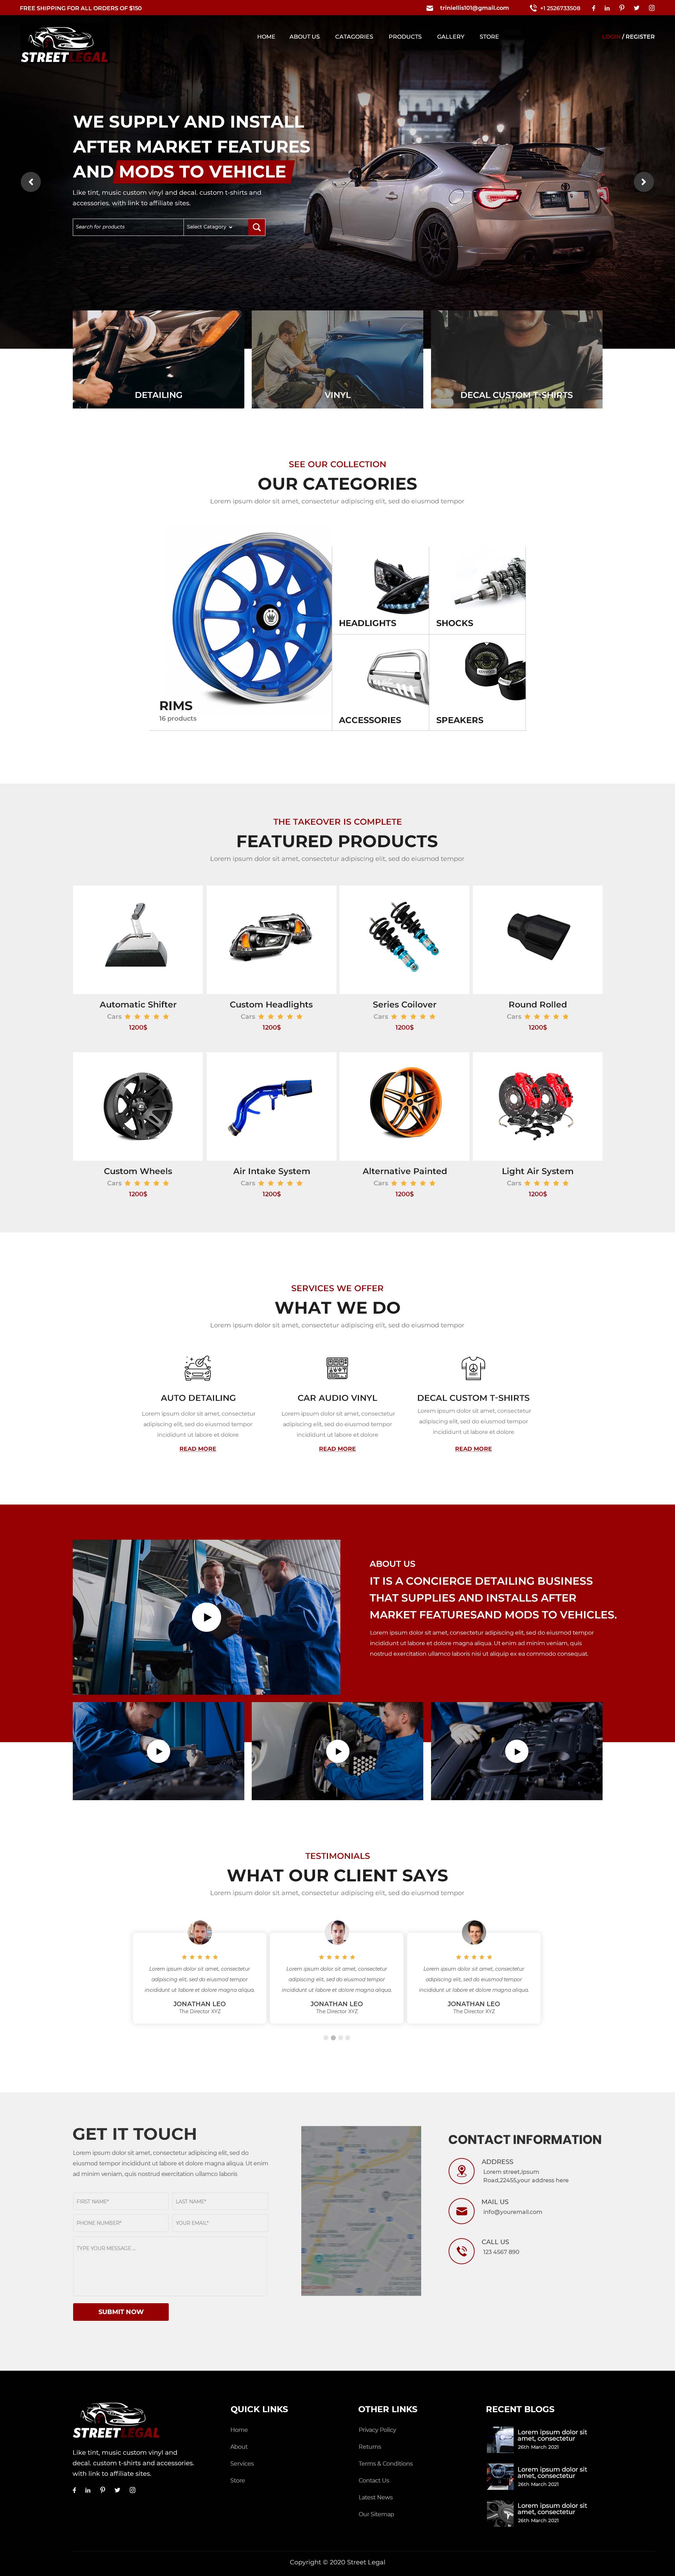 FREE SHIPPING FOR ALL ORDERS OF $150
triniellis101@gmail.com
+1 2526733508
STREETLEGAL
HOME ABOUT US CATAGORIES PRODUCTS GALLERY STORE
LOGIN / REGISTER
WE SUPPLY AND INSTALL
AFTER MARKET FEATURES
AND MODS TO VEHICLE
Like tint, music custom vinyl and decal. custom t-shirts and
accessories. with link to affiliate sites.
Search for products
Select Catagory
DETAILING
VINYL
DECAL CUSTOM T-SHIRTS
SEE OUR COLLECTION
OUR CATEGORIES
Lorem ipsum dolor sit amet, consectetur adipiscing elit, sed do eiusmod tempor
RIMS
16 products
HEADLIGHTS
SHOCKS
ACCESSORIES
SPEAKERS
THE TAKEOVER IS COMPLETE
FEATURED PRODUCTS
Lorem ipsum dolor sit amet, consectetur adipiscing elit, sed do eiusmod tempor
Automatic Shifter
Cars
1200$
Custom Headlights
Cars
1200$
Series Coilover
Cars
1200$
Round Rolled
Cars
1200$
Custom Wheels
Cars
1200$
Air Intake System
Cars
1200$
Alternative Painted
Cars
1200$
Light Air System
Cars
1200$
SERVICES WE OFFER
WHAT WE DO
Lorem ipsum dolor sit amet, consectetur adipiscing elit, sed do eiusmod tempor
AUTO DETAILING
Lorem ipsum dolor sit amet, consectetur
adipiscing elit, sed do eiusmod tempor
incididunt ut labore et dolore
READ MORE
CAR AUDIO VINYL
Lorem ipsum dolor sit amet, consectetur
adipiscing elit, sed do eiusmod tempor
incididunt ut labore et dolore
READ MORE
DECAL CUSTOM T-SHIRTS
Lorem ipsum dolor sit amet, consectetur
adipiscing elit, sed do eiusmod tempor
incididunt ut labore et dolore
READ MORE
ABOUT US
IT IS A CONCIERGE DETAILING BUSINESS
THAT SUPPLIES AND INSTALLS AFTER
MARKET FEATURESAND MODS TO VEHICLES.
Lorem ipsum dolor sit amet, consectetur adipiscing elit, sed do eiusmod tempor
incididunt ut labore et dolore magna aliqua. Ut enim ad minim veniam, quis
nostrud exercitation ullamco laboris nisi ut aliquip ex ea commodo consequat.
TESTIMONIALS
WHAT OUR CLIENT SAYS
Lorem ipsum dolor sit amet, consectetur adipiscing elit, sed do eiusmod tempor
Lorem ipsum dolor sit amet, consectetur
adipiscing elit, sed do eiusmod tempor
incididunt ut labore et dolore magna aliqua.
JONATHAN LEO
The Director XYZ
Lorem ipsum dolor sit amet, consectetur
adipiscing elit, sed do eiusmod tempor
incididunt ut labore et dolore magna aliqua.
JONATHAN LEO
The Director XYZ
Lorem ipsum dolor sit amet, consectetur
adipiscing elit, sed do eiusmod tempor
incididunt ut labore et dolore magna aliqua.
JONATHAN LEO
The Director XYZ
GET IT TOUCH
Lorem ipsum dolor sit amet, consectetur adipiscing elit, sed do
eiusmod tempor incididunt ut labore et dolore magna aliqua. Ut enim
ad minim veniam, quis nostrud exercitation ullamco laboris
FIRST NAME*
LAST NAME*
PHONE NUMBER*
YOUR EMAIL*
TYPE YOUR MESSAGE ...
SUBMIT NOW
CONTACT INFORMATION
ADDRESS
Lorem street,Ipsum
Road,22455,your address here
MAIL US
info@youremail.com
CALL US
123 4567 890
STREETLEGAL
Like tint, music custom vinyl and
decal. custom t-shirts and accessories.
with link to affiliate sites.
QUICK LINKS
Home
About
Services
Store
OTHER LINKS
Privacy Policy
Returns
Terms & Conditions
Contact Us
Latest News
Our Sitemap
RECENT BLOGS
Lorem ipsum dolor sit
amet, consectetur
26th March 2021
Lorem ipsum dolor sit
amet, consectetur
26th March 2021
Lorem ipsum dolor sit
amet, consectetur
26th March 2021
Copyright © 2020 Street Legal